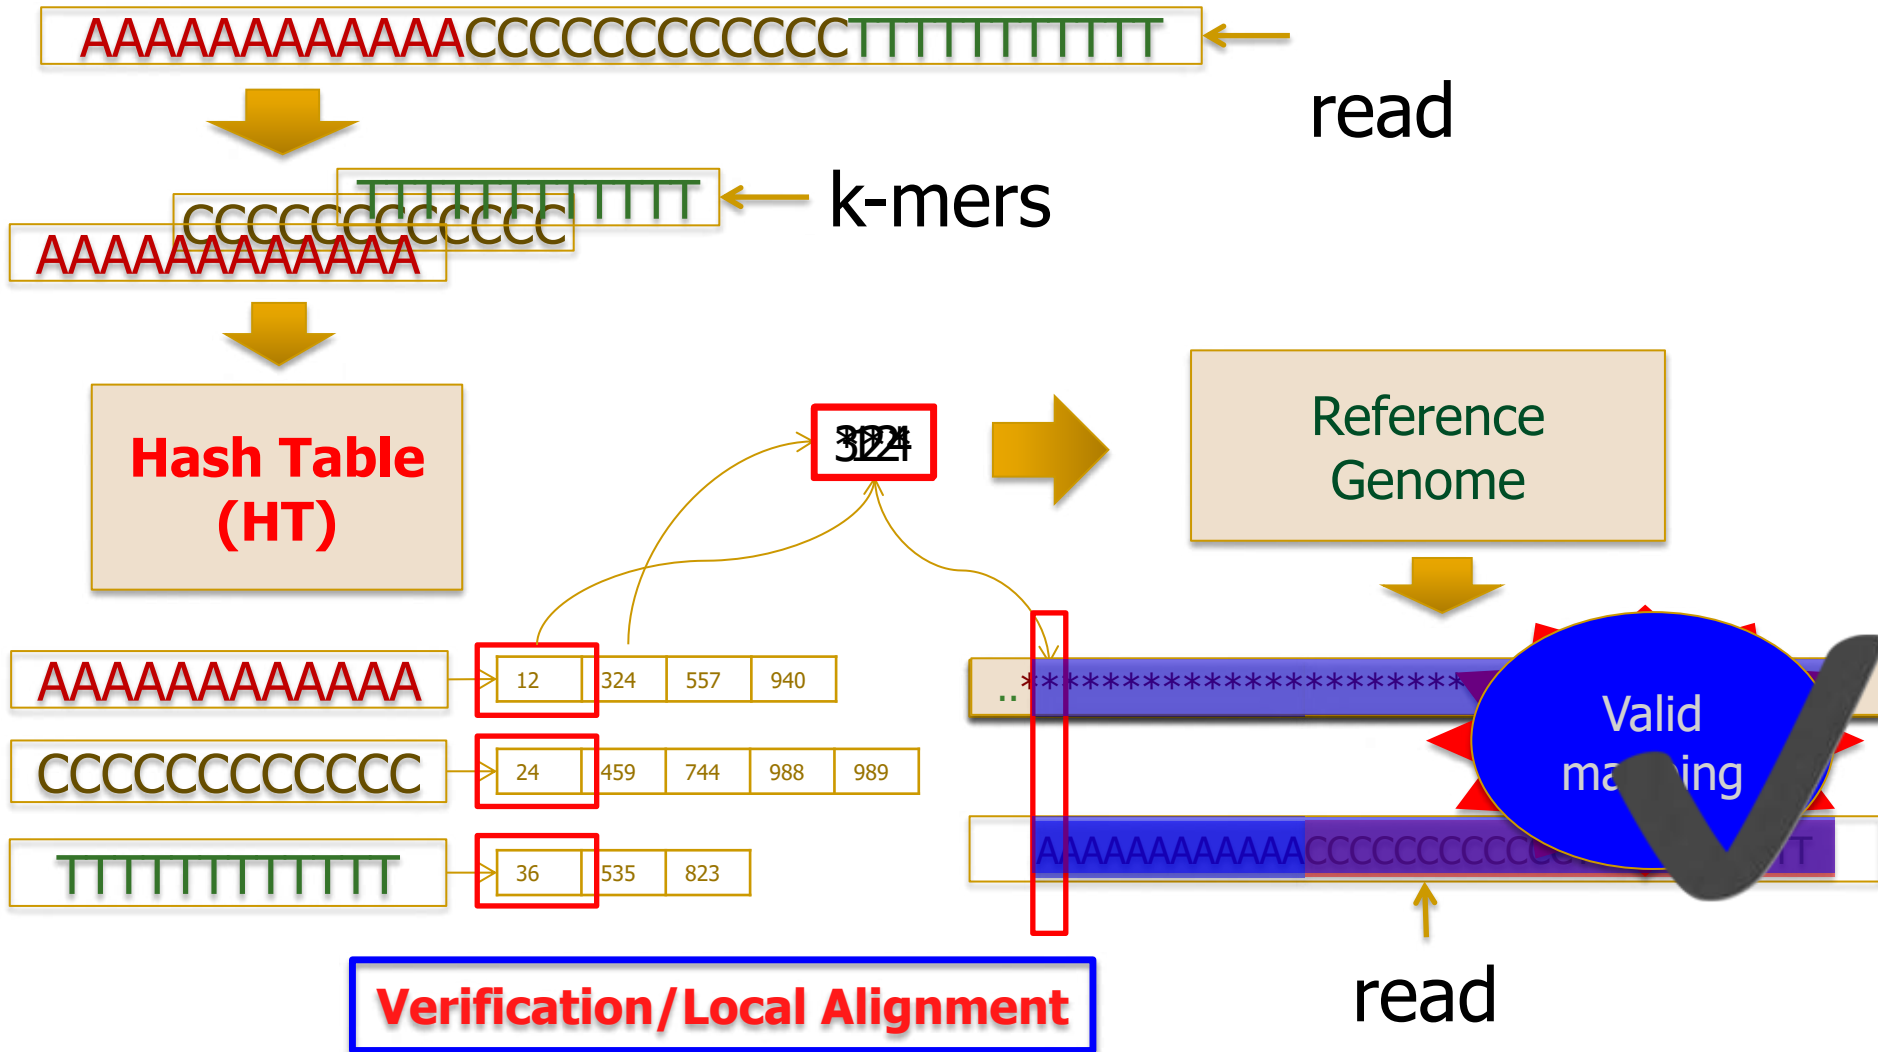 AAAAAAAAAAAACCCCCCCCCCCCTTTTTTTTTTT
read
TTTTTTTTTTTT
k-mers
CCCCCCCCCCCC
AAAAAAAAAAAA
Hash Table
(HT)
Reference
Genome
AAAAAAAAAAAA
12 324 557 940
..**********************
Valid
CCCCCCCCCCCC
24 459 744 988 989
TTTTTTTTTTTT
36 535 823
read
Verification/Local Alignment